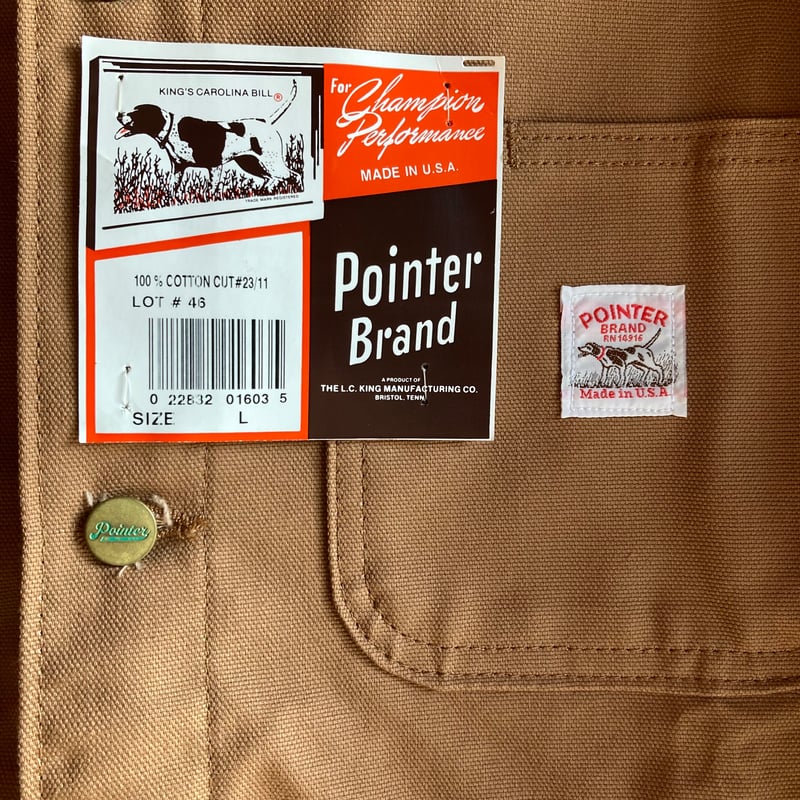 KING'S CAROLINA BILL®
TRADE MARK REGISTERED
For Champion
Performance
MADE IN U.S.A.
100 % COTTON CUT#23/11
LOT # 46
0 22832 01603 5
SIZE L
Pointer
Brand
A PRODUCT OF
THE L.C. KING MANUFACTURING CO.
BRISTOL, TENN.
POINTER
BRAND
RN 14916
Made in U.S.A.
Pointer